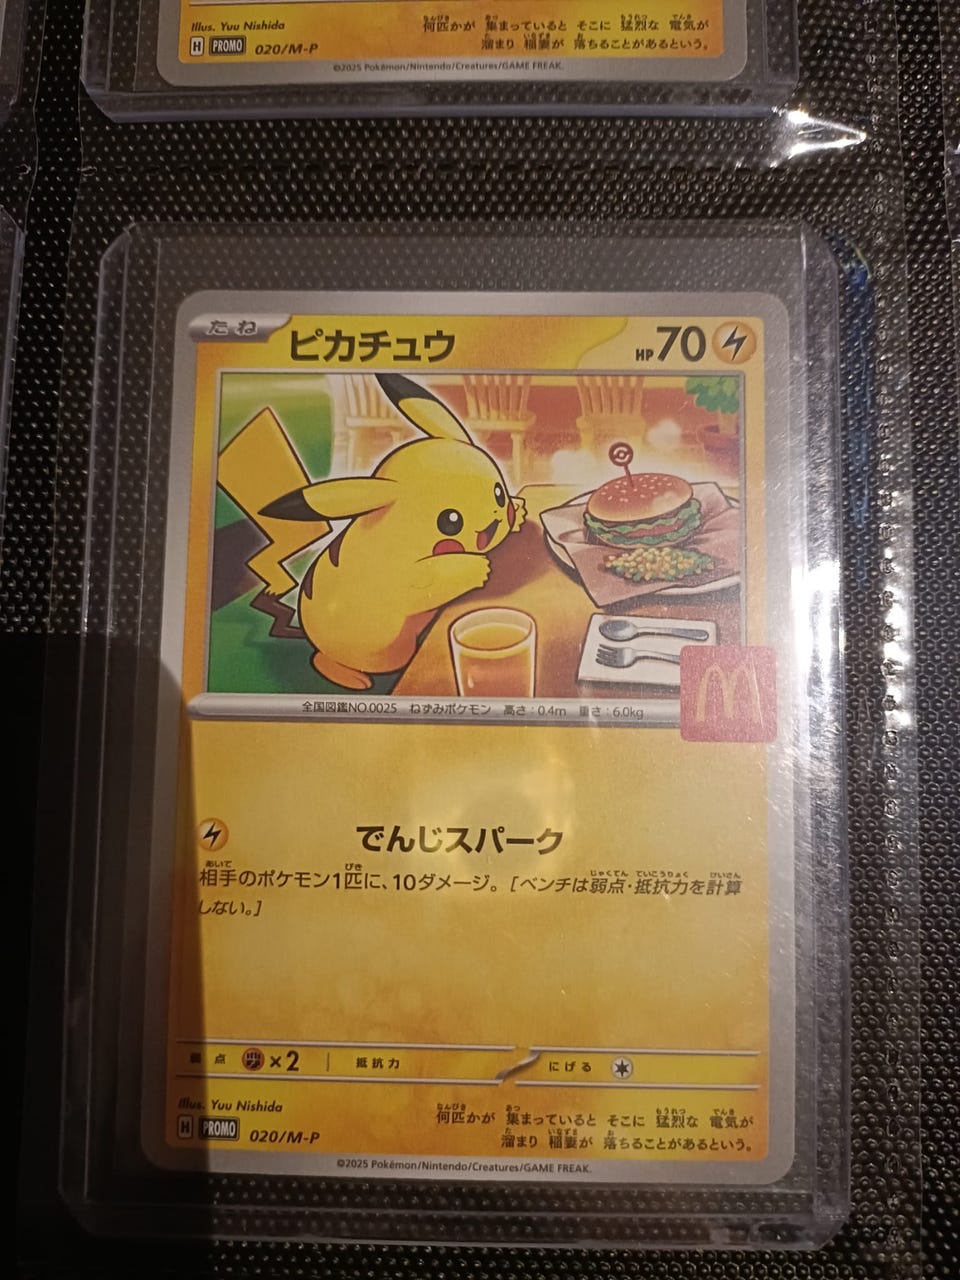 Illus. Yuu Nishida
何匹かが 集まっていると そこに 猛烈な 電気が
H PROMO 020/M-P
溜まり 稲妻が 落ちることがあるという。
©2025 Pokémon/Nintendo/Creatures/GAME FREAK.
たね ピカチュウ HP70
全国図鑑NO.0025 ねずみポケモン 高さ:0.4m 重さ:6.0kg
でんじスパーク
相手のポケモン1匹に、10ダメージ。[ベンチは弱点・抵抗力を計算
しない。]
弱点 ×2 抵抗力 にげる
Illus. Yuu Nishida
何匹かが 集まっていると そこに 猛烈な 電気が
H PROMO 020/M-P
溜まり 稲妻が 落ちることがあるという。
©2025 Pokémon/Nintendo/Creatures/GAME FREAK.